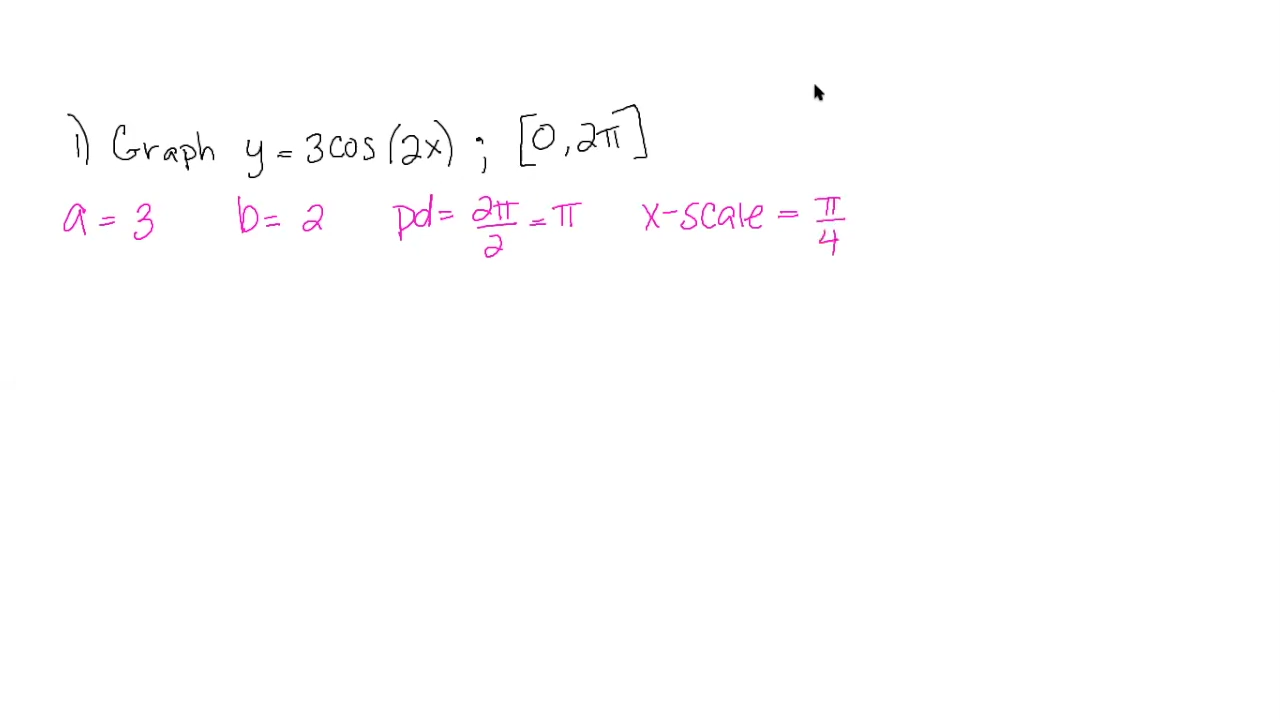 1) Graph y = 3cos(2x) ; [0, 2π]
a = 3 b = 2 pd = 2π/2 = π x-scale = π/4